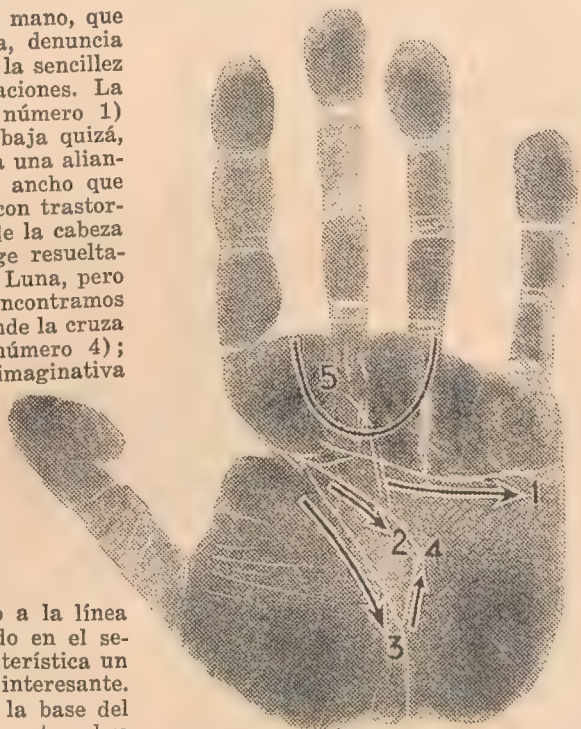 mano, que
a, denuncia
la sencillez
aciones. La
número 1)
baja quizá,
a una alian-
ancho que
con trastor-
de la cabeza
ge resuelta-
Luna, pero
encontramos
nde la cruza
número 4);
imaginativa
5
1
2 4
3
o a la línea
do en el se-
terística un
interesante.
la base del